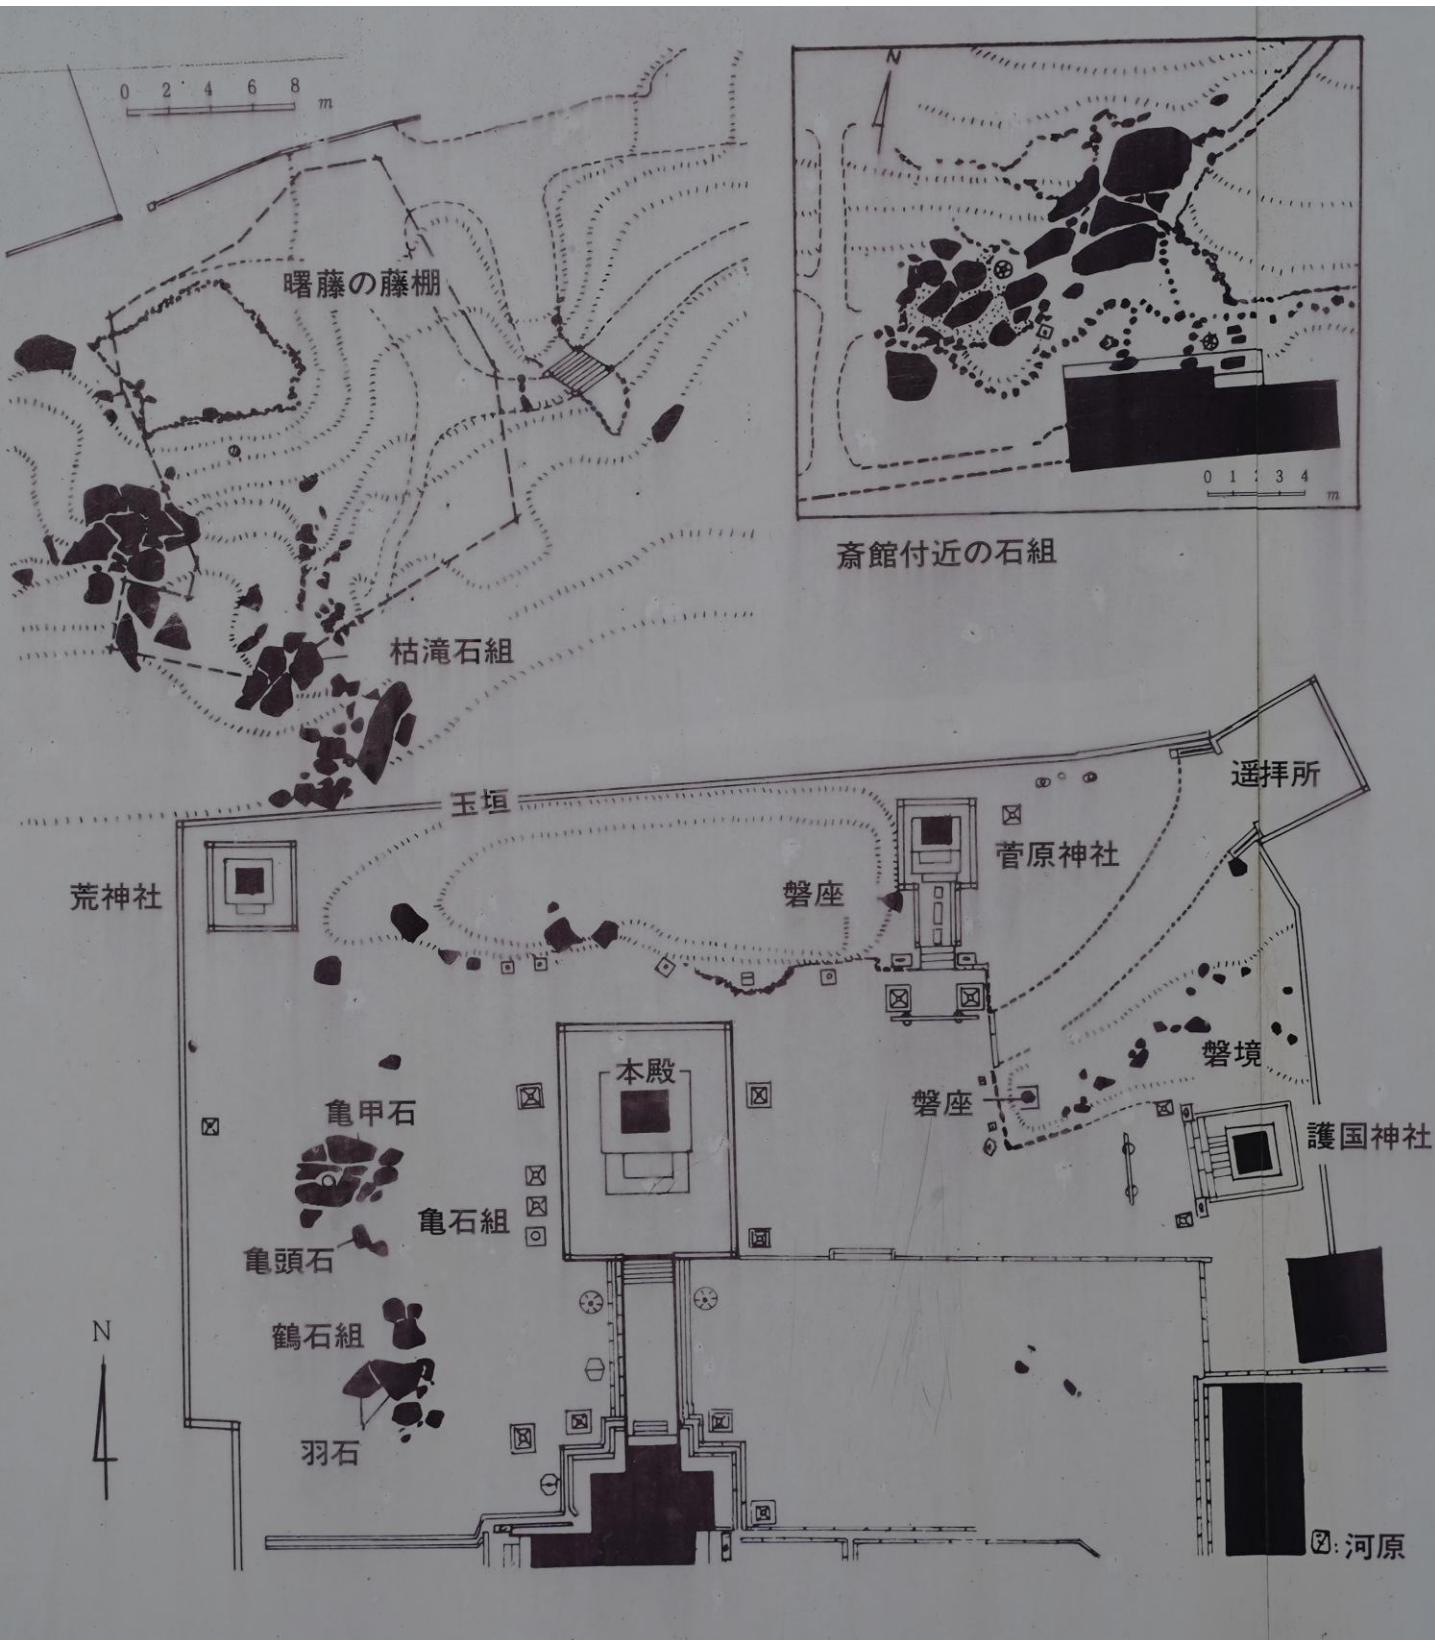 0 2 4 6 8 m
N
曙藤の藤棚
0 1 2 3 4 m
斎館付近の石組
枯滝石組
遥拝所
玉垣
菅原神社
荒神社
磐座
本殿
磐境
磐座
亀甲石
護国神社
亀石組
亀頭石
N
鶴石組
羽石
河原